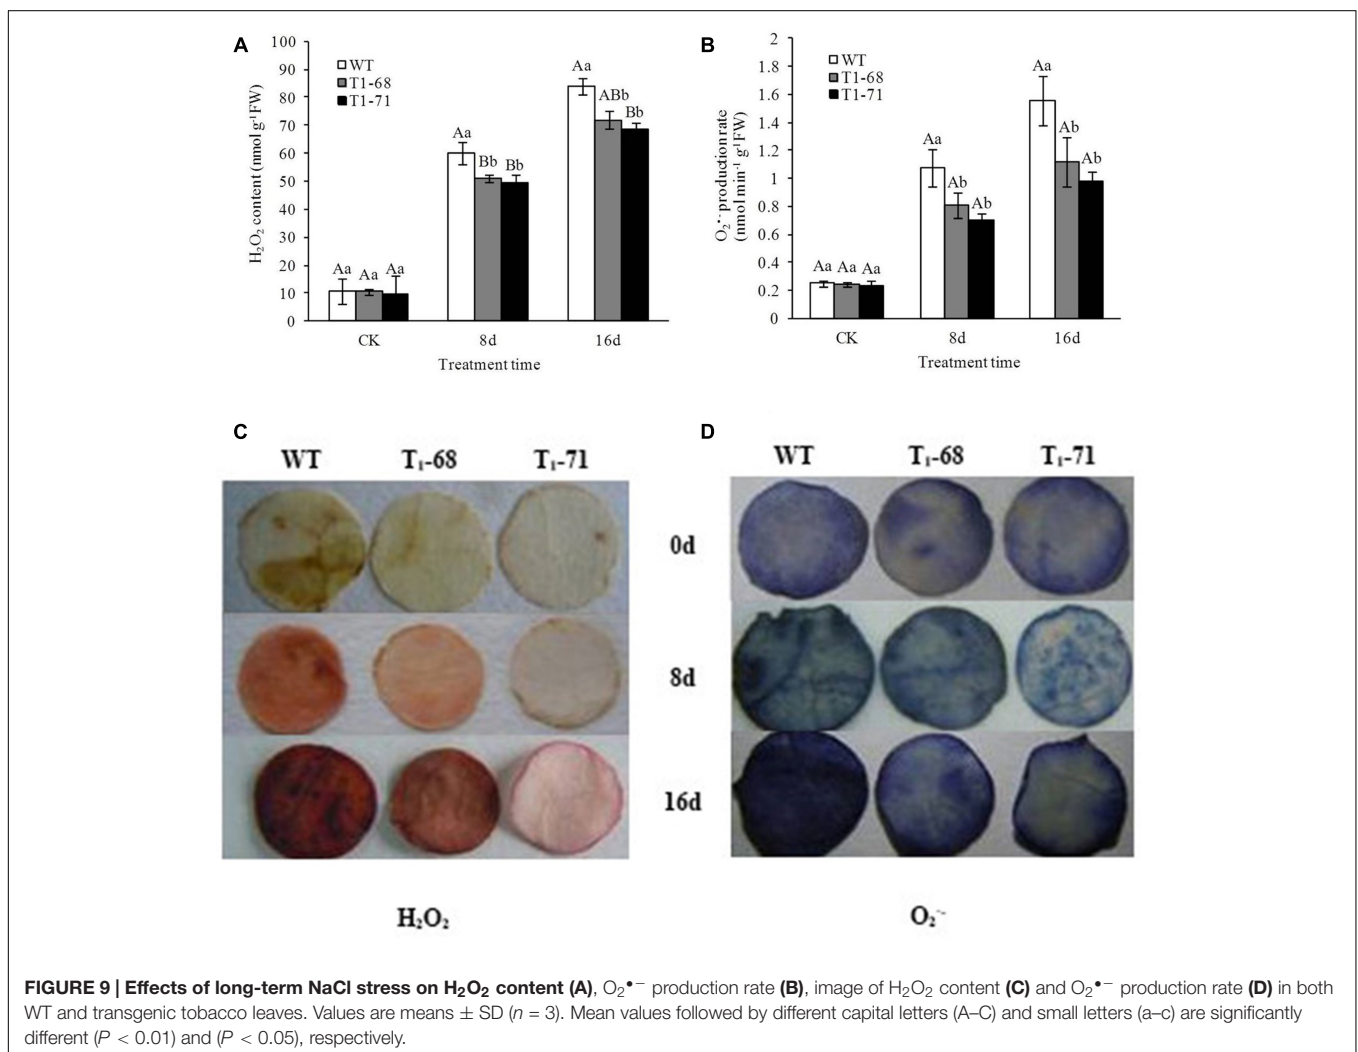 A
100
90
80
70
60
50
40
30
20
10
0
H₂O₂ content (nmol g⁻¹FW)
WT
T1-68
T1-71
Aa Aa Aa
Aa Bb Bb
Aa ABb Bb
CK 8d 16d
Treatment time
B
2
1.8
1.6
1.4
1.2
1
0.8
0.6
0.4
0.2
0
O₂•⁻ production rate
(nmol min⁻¹ g⁻¹FW)
WT
T1-68
T1-71
Aa Aa Aa
Aa Ab Ab
Aa Ab Ab
CK 8d 16d
Treatment time
C
WT T₁-68 T₁-71
D
WT T₁-68 T₁-71
0d
8d
16d
H₂O₂
O₂·⁻
FIGURE 9 | Effects of long-term NaCl stress on H₂O₂ content (A), O₂•⁻ production rate (B), image of H₂O₂ content (C) and O₂•⁻ production rate (D) in both
WT and transgenic tobacco leaves. Values are means ± SD (n = 3). Mean values followed by different capital letters (A–C) and small letters (a–c) are significantly
different (P < 0.01) and (P < 0.05), respectively.